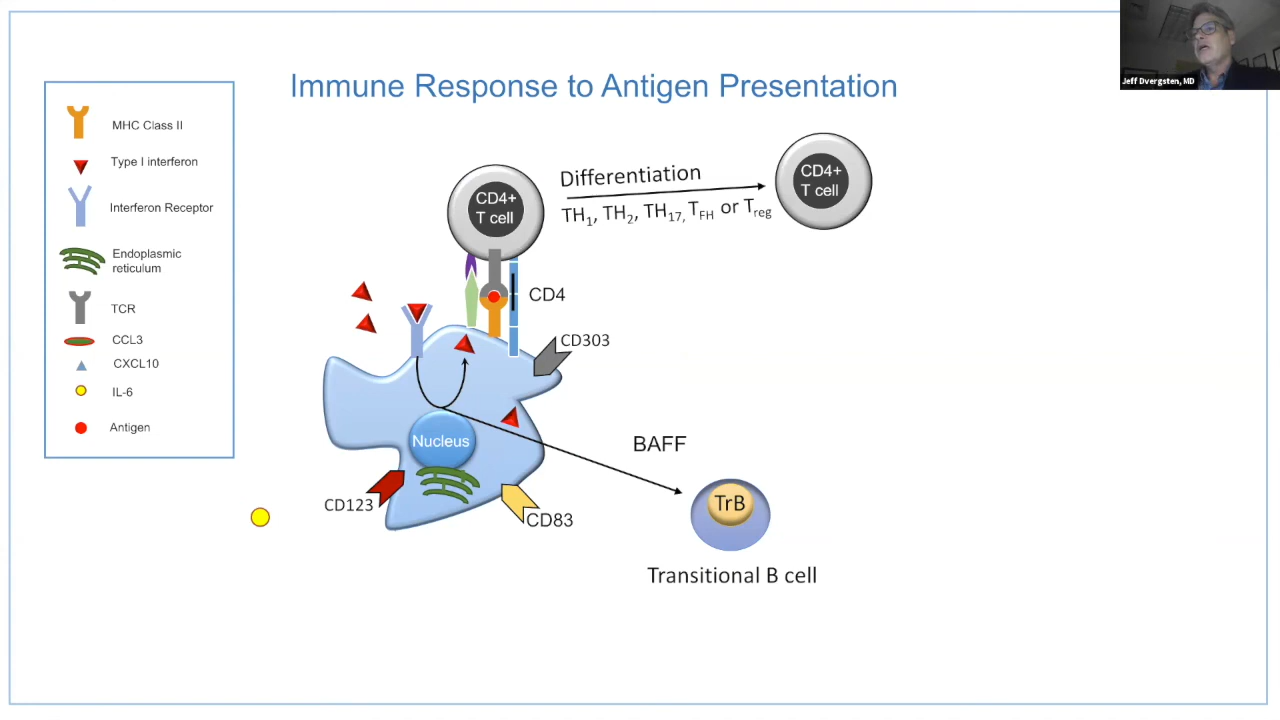 Jeff Dvergsten, MD
Immune Response to Antigen Presentation
MHC Class II
Type I interferon
Interferon Receptor
Endoplasmic
reticulum
TCR
CCL3
CXCL10
IL-6
Antigen
CD4+
T cell
Differentiation
TH1, TH2, TH17, TFH or Treg
CD4+
T cell
CD4
CD303
Nucleus
CD123
CD83
BAFF
TrB
Transitional B cell